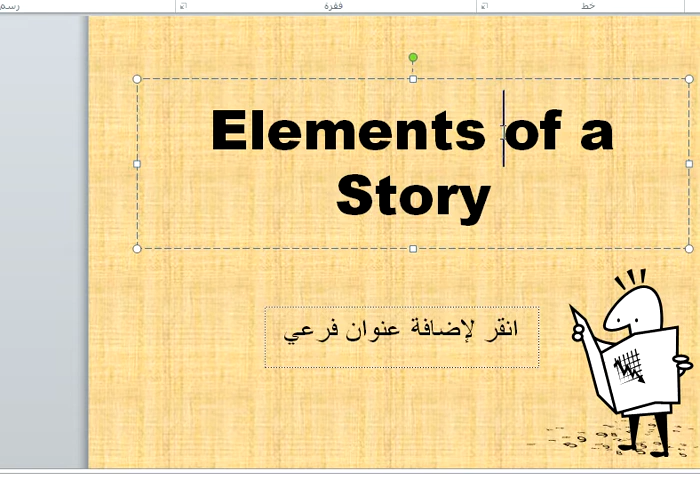 خط
فقرة
رسم
Elements of a
Story
انقر لإضافة عنوان فرعي